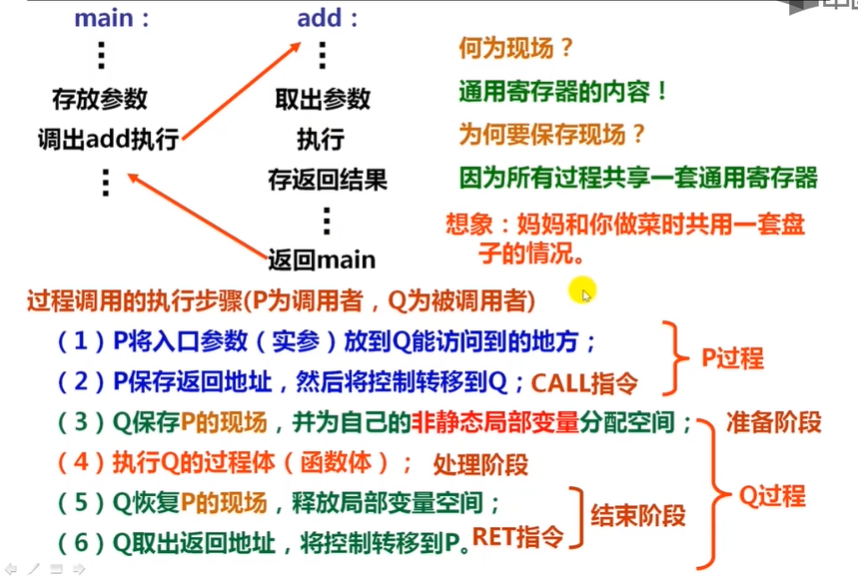 main：
存放参数
调出add执行
add：
取出参数
执行
存返回结果
返回main
何为现场？
通用寄存器的内容！
为何要保存现场？
因为所有过程共享一套通用寄存器
想象：妈妈和你做菜时共用一套盘
子的情况。
过程调用的执行步骤(P为调用者，Q为被调用者)
（1）P将入口参数（实参）放到Q能访问到的地方；
（2）P保存返回地址，然后将控制转移到Q；CALL指令
P过程
（3）Q保存P的现场，并为自己的非静态局部变量分配空间；准备阶段
（4）执行Q的过程体（函数体）；处理阶段
（5）Q恢复P的现场，释放局部变量空间；
（6）Q取出返回地址，将控制转移到P。RET指令
结束阶段
Q过程